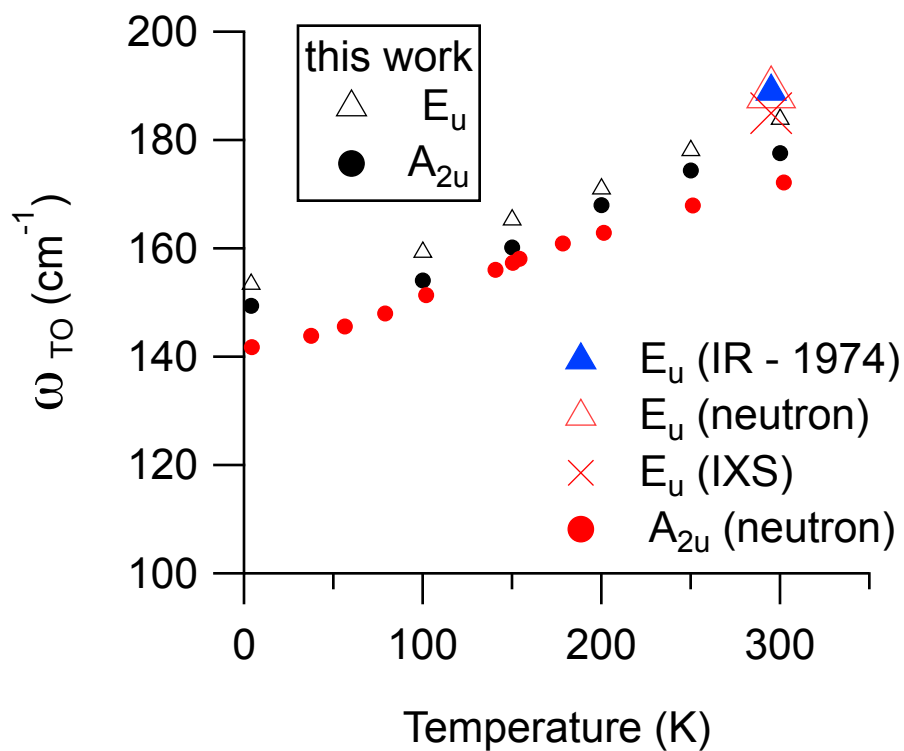 200
180
160
140
120
100
ω TO (cm-1)
this work
Eu
A2u
Eu (IR - 1974)
Eu (neutron)
Eu (IXS)
A2u (neutron)
0
100
200
300
Temperature (K)